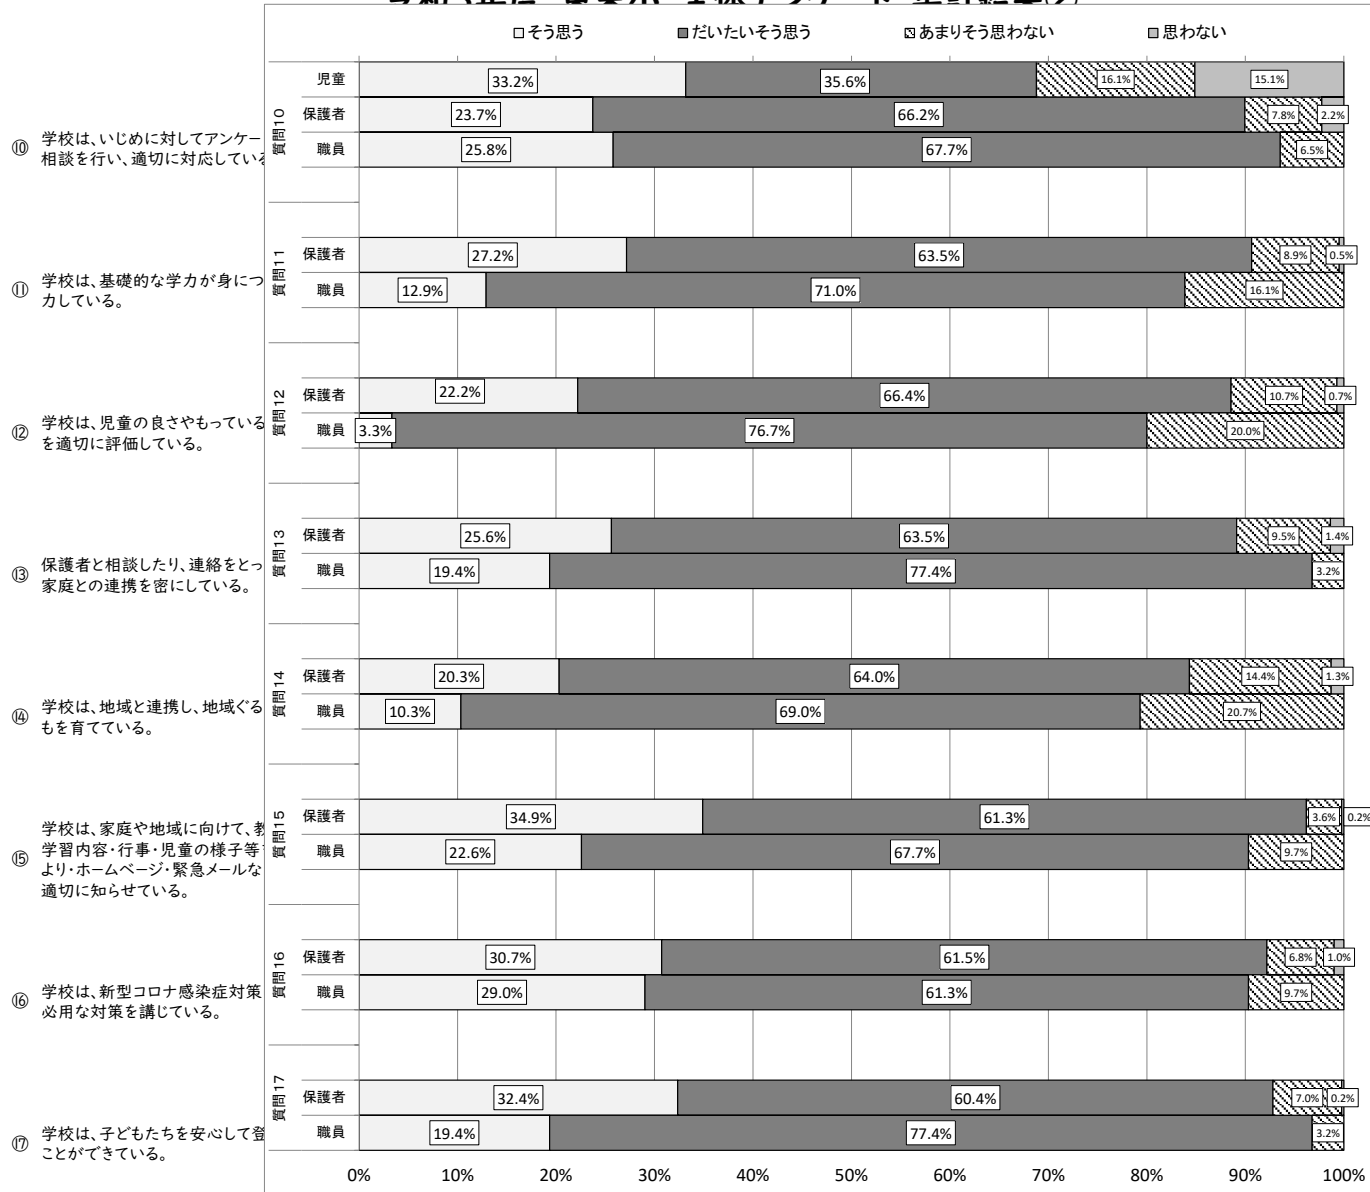 そう思う だいたいそう思う あまりそう思わない 思わない
⑩ 学校は、いじめに対してアンケー
相談を行い、適切に対応している
質問10
児童 33.2% 35.6% 16.1% 15.1%
保護者 23.7% 66.2% 7.8% 2.2%
職員 25.8% 67.7% 6.5%
⑪ 学校は、基礎的な学力が身につ
力している。
質問11
保護者 27.2% 63.5% 8.9% 0.5%
職員 12.9% 71.0% 16.1%
⑫ 学校は、児童の良さやもっている
を適切に評価している。
質問12
保護者 22.2% 66.4% 10.7% 0.7%
職員 3.3% 76.7% 20.0%
⑬ 保護者と相談したり、連絡をとっ
家庭との連携を密にしている。
質問13
保護者 25.6% 63.5% 9.5% 1.4%
職員 19.4% 77.4% 3.2%
⑭ 学校は、地域と連携し、地域ぐる
もを育てている。
質問14
保護者 20.3% 64.0% 14.4% 1.3%
職員 10.3% 69.0% 20.7%
⑮ 学校は、家庭や地域に向けて、教
学習内容・行事・児童の様子等
より・ホームページ・緊急メールな
適切に知らせている。
質問15
保護者 34.9% 61.3% 3.6% 0.2%
職員 22.6% 67.7% 9.7%
⑯ 学校は、新型コロナ感染症対策
必用な対策を講じている。
質問16
保護者 30.7% 61.5% 6.8% 1.0%
職員 29.0% 61.3% 9.7%
⑰ 学校は、子どもたちを安心して登
ことができている。
質問17
保護者 32.4% 60.4% 7.0% 0.2%
職員 19.4% 77.4% 3.2%
0% 10% 20% 30% 40% 50% 60% 70% 80% 90% 100%